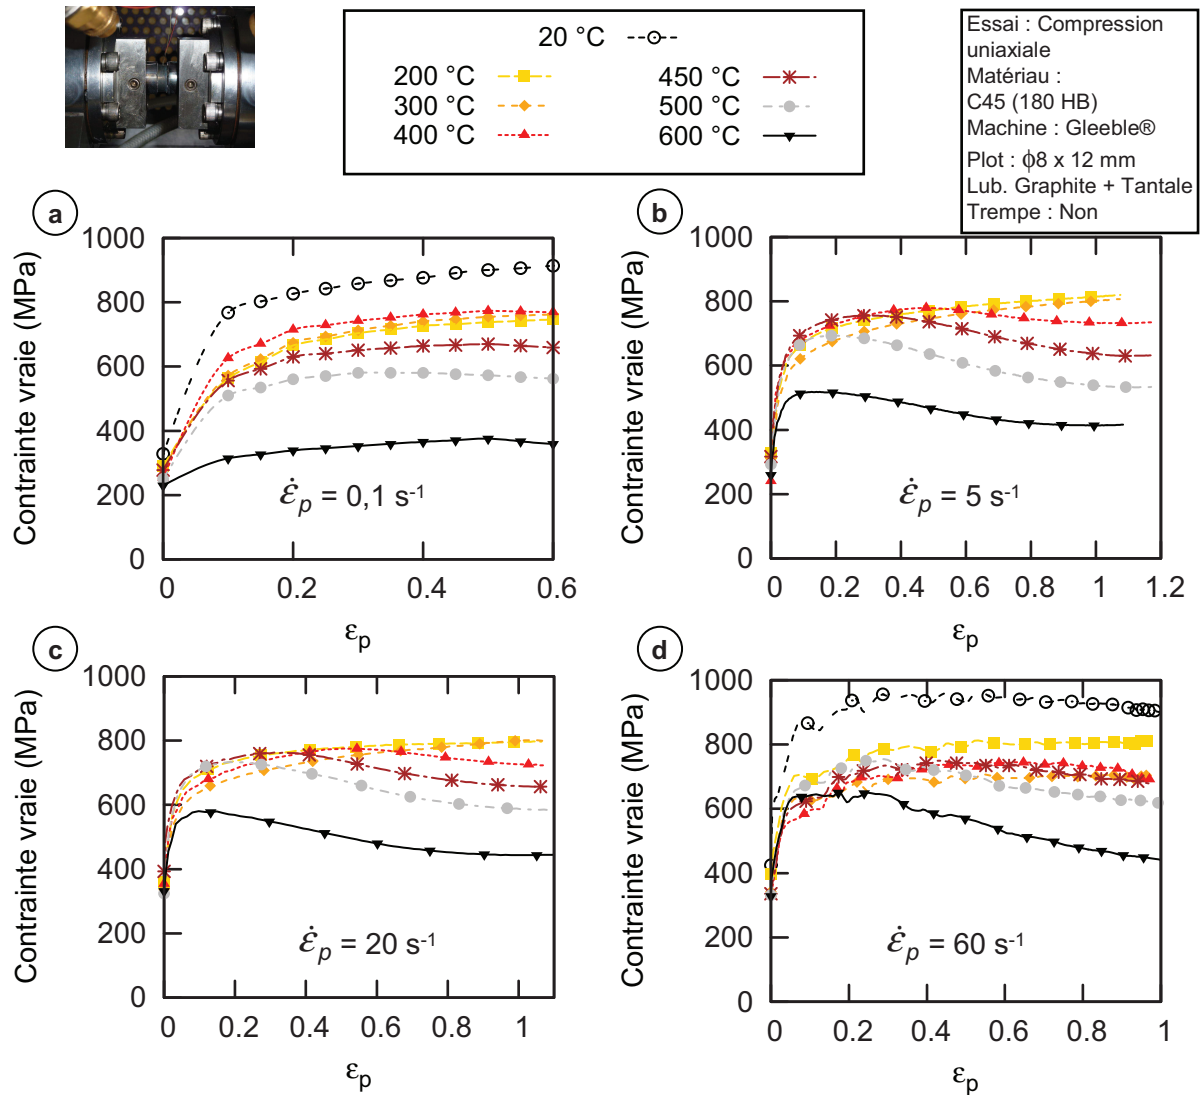 20 °C
200 °C
300 °C
400 °C
450 °C
500 °C
600 °C
Essai : Compression
uniaxiale
Matériau :
C45 (180 HB)
Machine : Gleeble®
Plot : ϕ8 x 12 mm
Lub. Graphite + Tantale
Trempe : Non
a
Contrainte vraie (MPa)
1000
800
600
400
200
0
ε̇p = 0,1 s-1
0 0.2 0.4 0.6
εp
b
Contrainte vraie (MPa)
1000
800
600
400
200
0
ε̇p = 5 s-1
0 0.2 0.4 0.6 0.8 1 1.2
εp
c
Contrainte vraie (MPa)
1000
800
600
400
200
0
ε̇p = 20 s-1
0 0.2 0.4 0.6 0.8 1
εp
d
Contrainte vraie (MPa)
1000
800
600
400
200
0
ε̇p = 60 s-1
0 0.2 0.4 0.6 0.8 1
εp